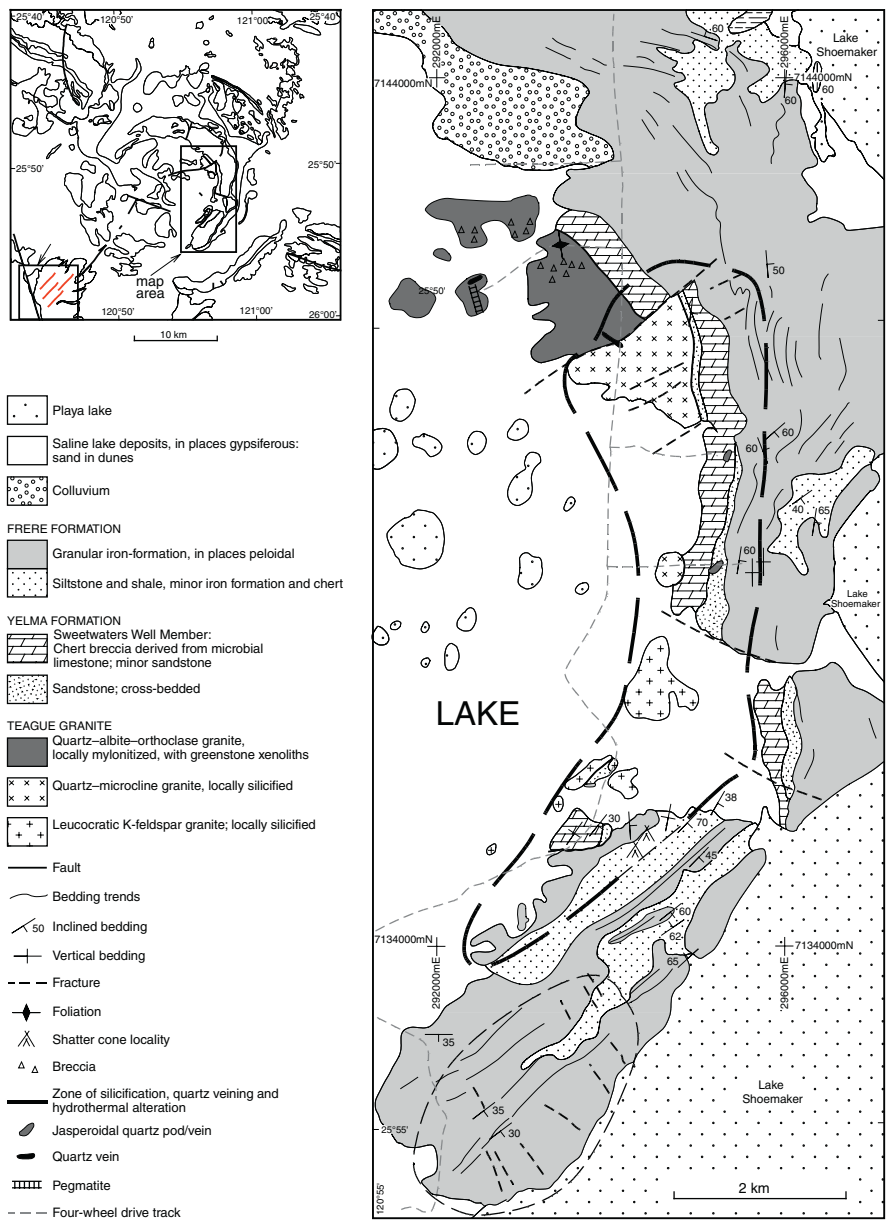 25°40'
120°50'
121°00'
25°40'
25°50'
25°50'
map
area
120°50'
121°00'
26°00'
10 km
Playa lake
Saline lake deposits, in places gypsiferous:
sand in dunes
Colluvium
FRERE FORMATION
Granular iron-formation, in places peloidal
Siltstone and shale, minor iron formation and chert
YELMA FORMATION
Sweetwaters Well Member:
Chert breccia derived from microbial
limestone; minor sandstone
Sandstone; cross-bedded
TEAGUE GRANITE
Quartz–albite–orthoclase granite,
locally mylonitized, with greenstone xenoliths
Quartz–microcline granite, locally silicified
Leucocratic K-feldspar granite; locally silicified
Fault
Bedding trends
50
Inclined bedding
Vertical bedding
Fracture
Foliation
Shatter cone locality
Breccia
Zone of silicification, quartz veining and
hydrothermal alteration
Jasperoidal quartz pod/vein
Quartz vein
Pegmatite
Four-wheel drive track
292000mE
296000mE
60
Lake
Shoemaker
7144000mN
7144000mN
60
60
50
25°50'
60
60
40
65
60
Lake
Shoemaker
LAKE
38
30
70
45
60
62
65
7134000mN
7134000mN
292000mE
296000mE
35
35
30
Lake
Shoemaker
25°55'
120°55'
2 km